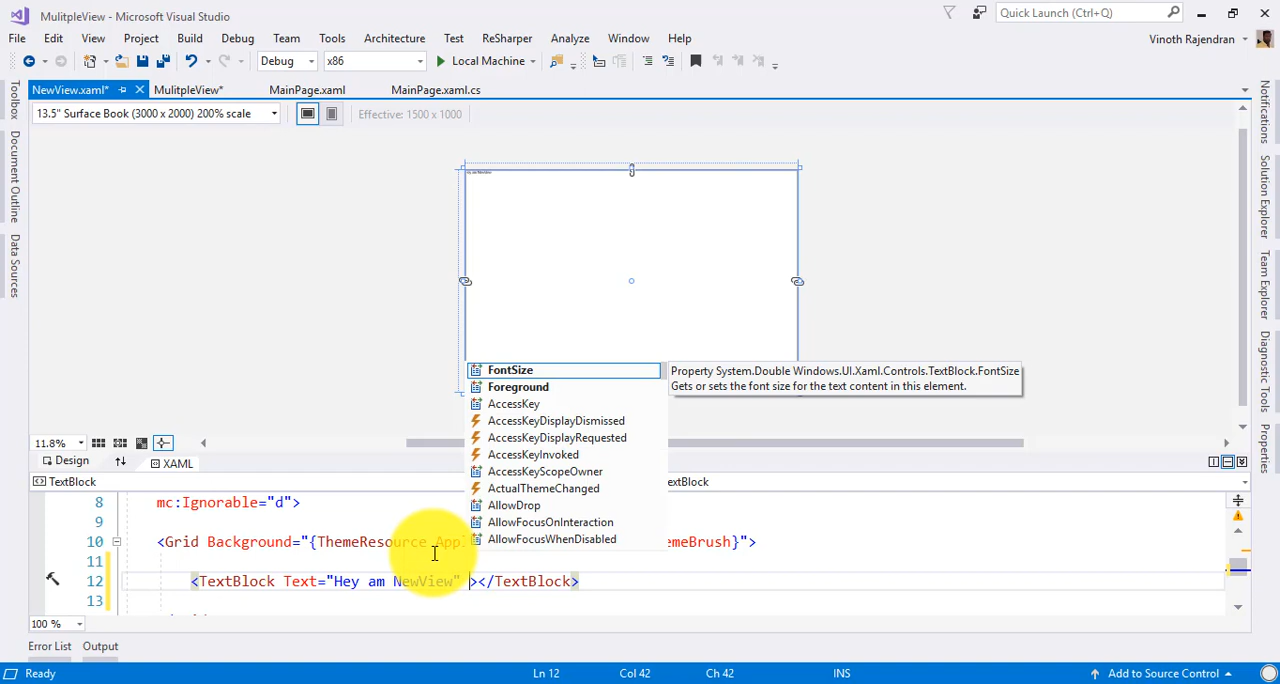 MulitpleView - Microsoft Visual Studio
Quick Launch (Ctrl+Q)
File Edit View Project Build Debug Team Tools Architecture Test ReSharper Analyze Window Help
Vinoth Rajendran
Debug x86 Local Machine
NewView.xaml* MulitpleView* MainPage.xaml MainPage.xaml.cs
13.5" Surface Book (3000 x 2000) 200% scale Effective: 1500 x 1000
Toolbox
Document Outline
Data Sources
Notifications
Solution Explorer
Team Explorer
Diagnostic Tools
Properties
FontSize
Property System.Double Windows.UI.Xaml.Controls.TextBlock.FontSize
Gets or sets the font size for the text content in this element.
Foreground
AccessKey
AccessKeyDisplayDismissed
AccessKeyDisplayRequested
AccessKeyInvoked
AccessKeyScopeOwner
ActualThemeChanged
AllowDrop
AllowFocusOnInteraction
AllowFocusWhenDisabled
11.8%
Design XAML
TextBlock extBlock
8 mc:Ignorable="d">
9
10 <Grid Background="{ThemeResource Appl emeBrush}">
11
12 <TextBlock Text="Hey am NewView" ></TextBlock>
13
100 %
Error List Output
Ready Ln 12 Col 42 Ch 42 INS Add to Source Control